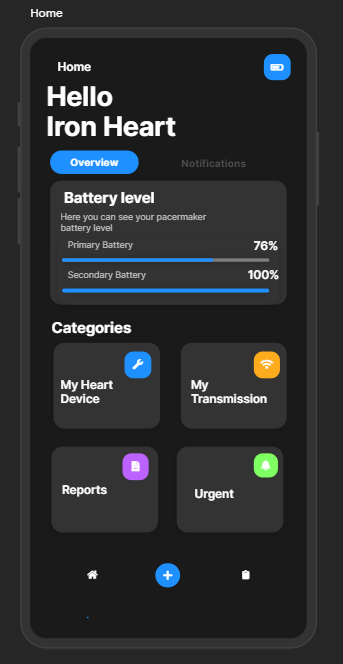 Home
Home
Hello
Iron Heart
Overview
Notifications
Battery level
Here you can see your pacermaker
battery level
Primary Battery
76%
Secondary Battery
100%
Categories
My Heart
Device
My
Transmission
Reports
Urgent